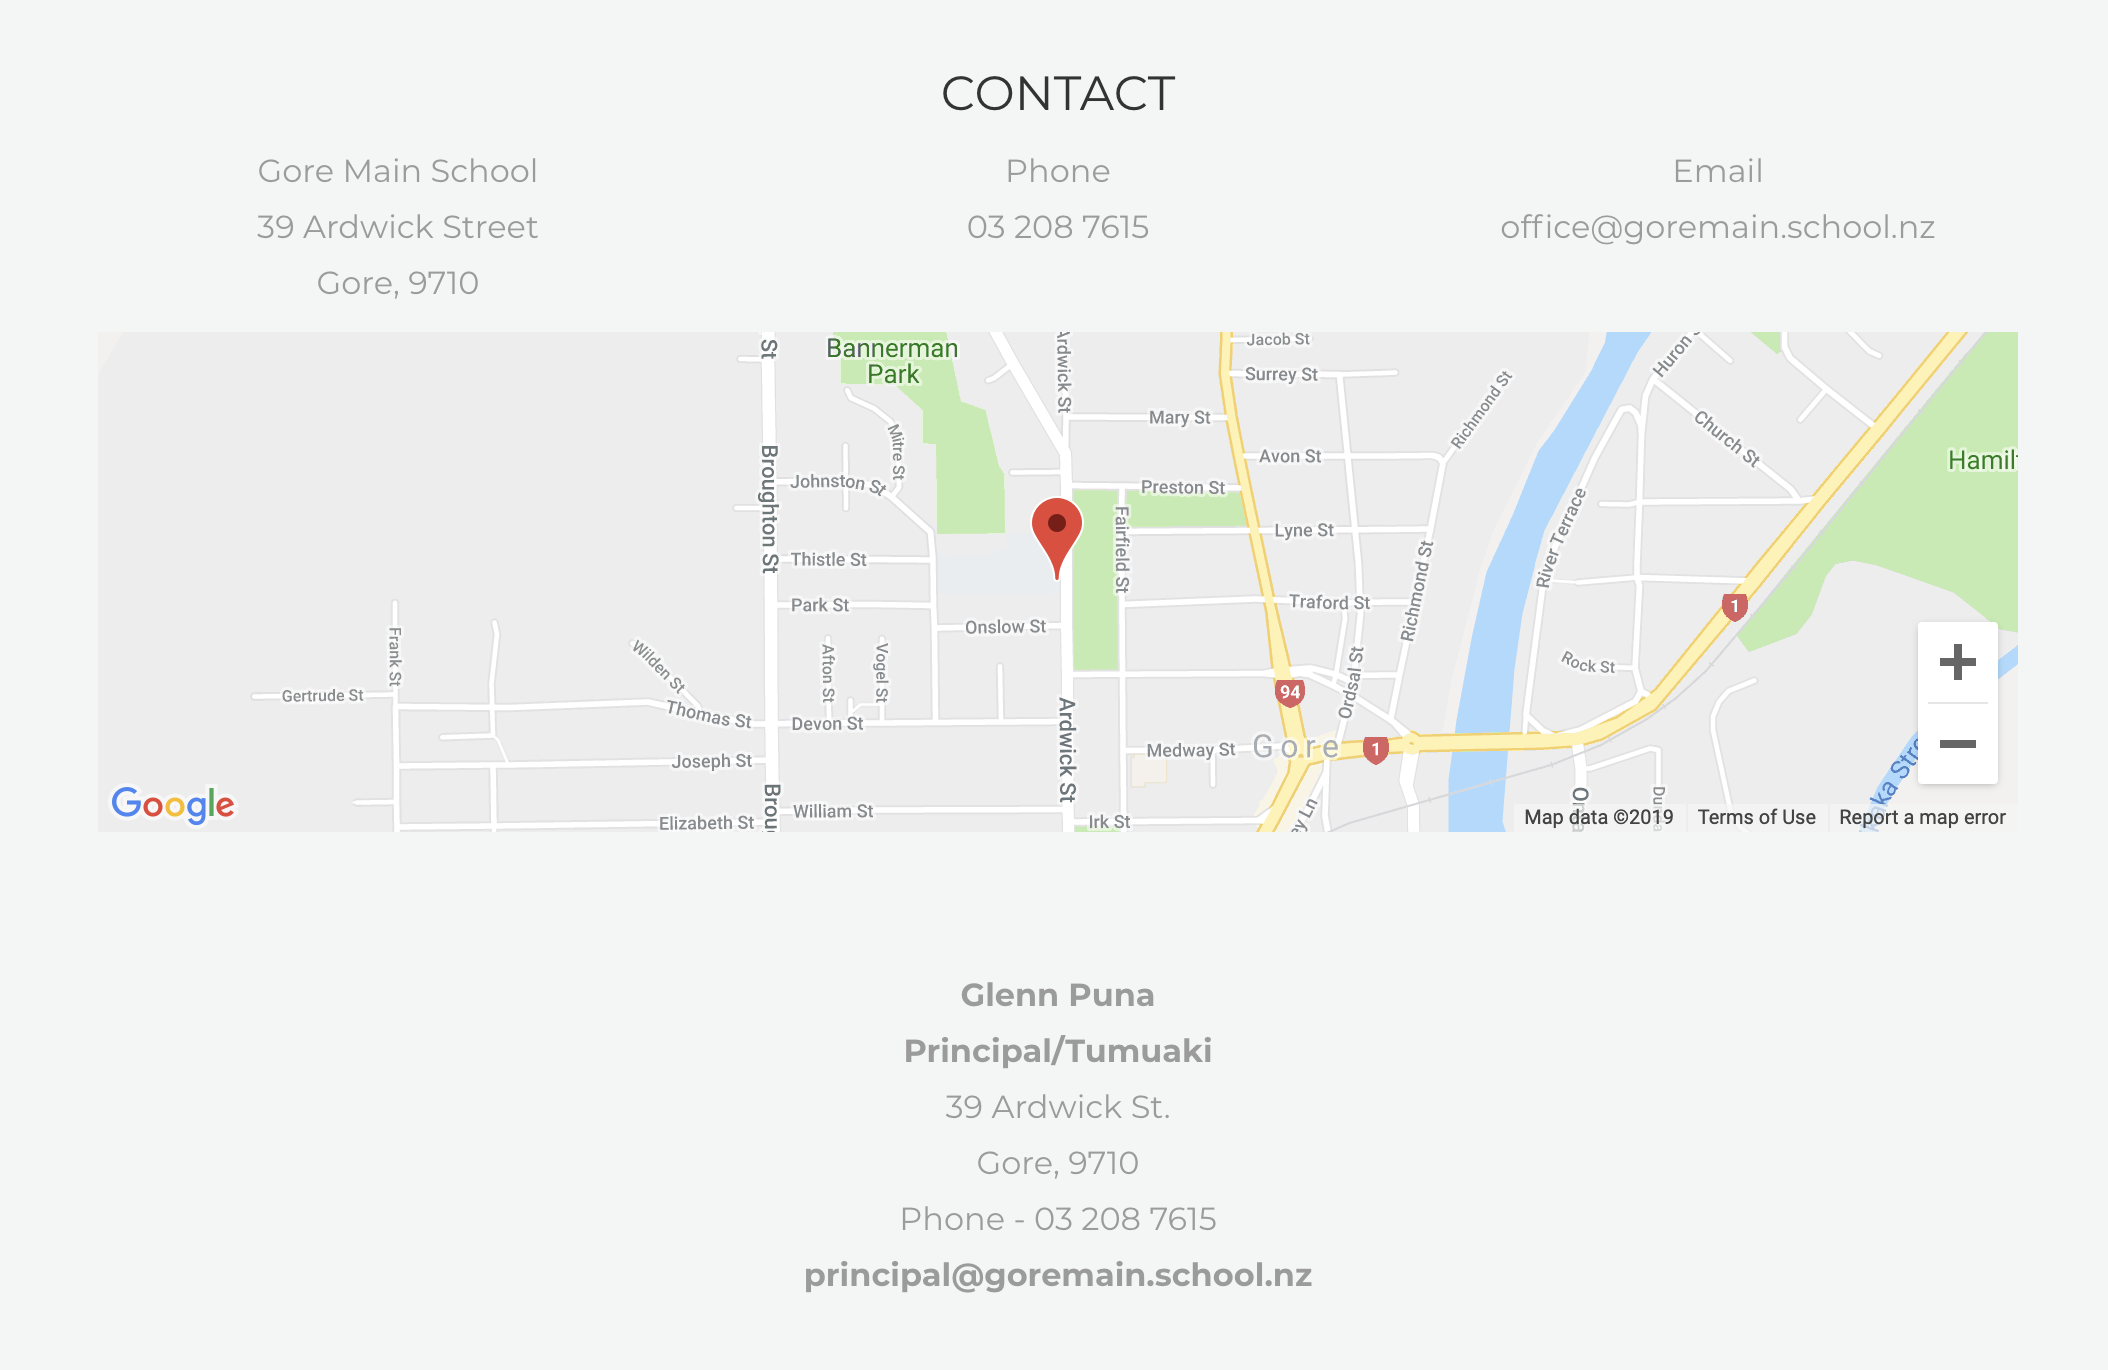 CONTACT
Gore Main School
39 Ardwick Street
Gore, 9710
Phone
03 208 7615
Email
office@goremain.school.nz
St
Bannerman
Park
Ardwick St
Jacob St
Surrey St
Mary St
Richmond St
Huron
Church St
Mitre St
Broughton St
Johnston St
Avon St
Preston St
Hamil
Fairfield St
Lyne St
River Terrace
Thistle St
Park St
Onslow St
Traford St
Richmond St
1
Frank St
Wilden St
Afton St
Vogel St
Ordsal St
Rock St
Gertrude St
94
Thomas St
Devon St
Ardwick St
Medway St
Gore
1
Joseph St
Google
Brou
William St
Elizabeth St
Irk St
ey Ln
Map data ©2019
Terms of Use
Report a map error
Glenn Puna
Principal/Tumuaki
39 Ardwick St.
Gore, 9710
Phone - 03 208 7615
principal@goremain.school.nz